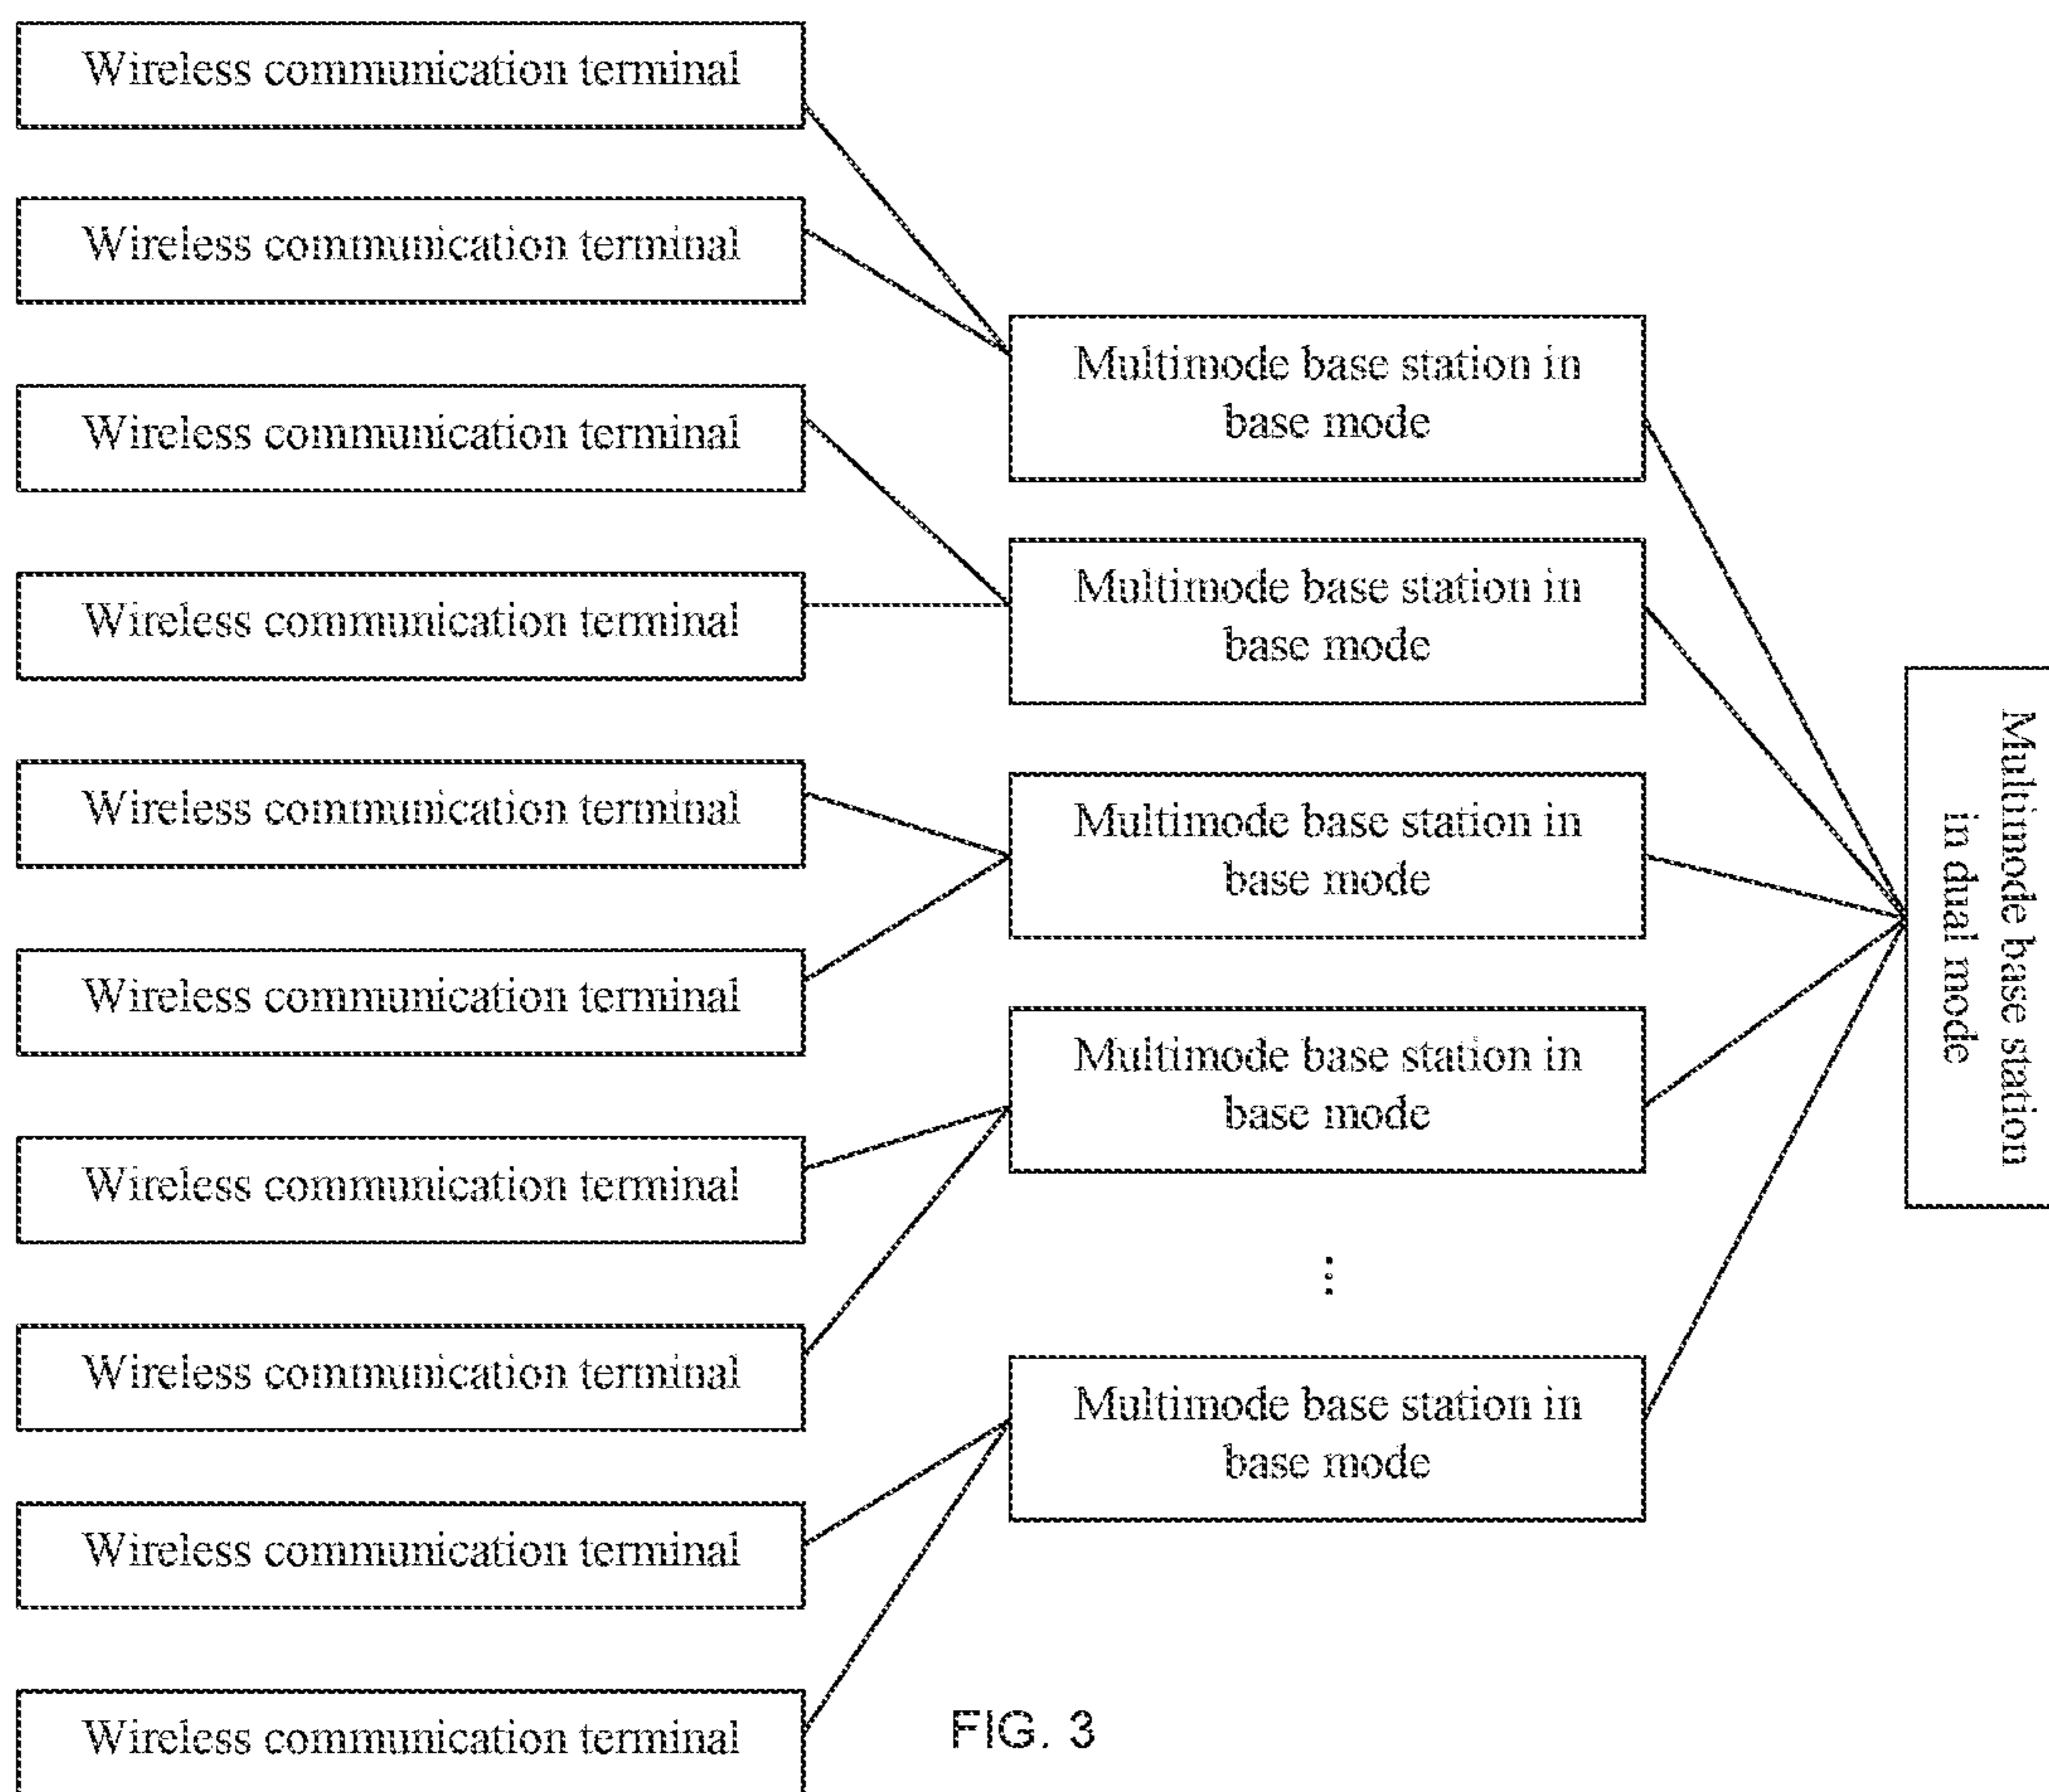 Wireless communication terminal
Wireless communication terminal
Wireless communication terminal
Wireless communication terminal
Wireless communication terminal
Wireless communication terminal
Wireless communication terminal
Wireless communication terminal
Wireless communication terminal
Wireless communication terminal
Multimode base station in
base mode
Multimode base station in
base mode
Multimode base station in
base mode
Multimode base station in
base mode
⋮
Multimode base station in
base mode
Multimode base station
in dual mode
FIG. 3